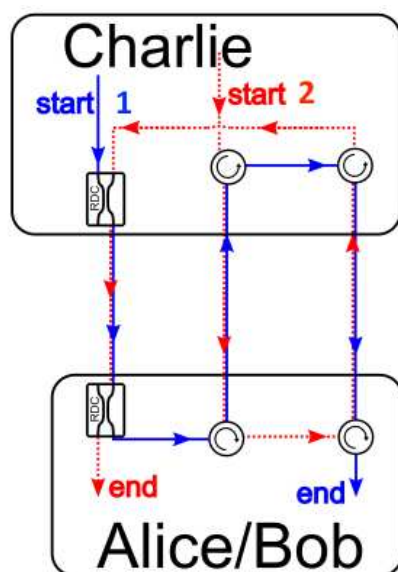 Charlie
start 1
start 2
RDC
RDC
end
end
Alice/Bob